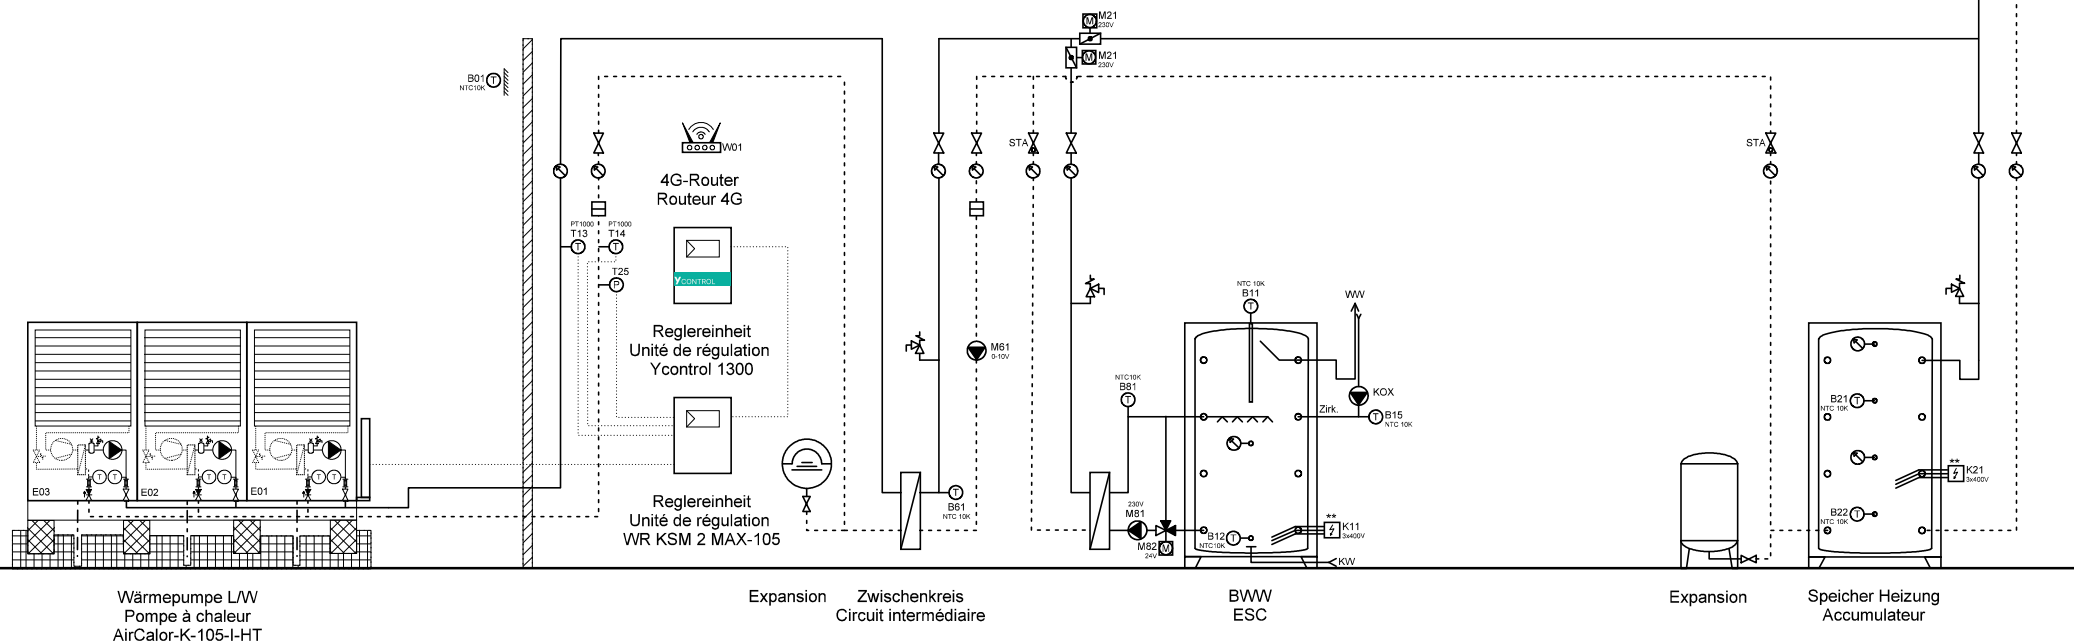 M21
230V
M21
230V
B01
T
NTC10K
W01
4G-Router
Routeur 4G
STA
STA
PT1000
T13
T
PT1000
T14
T
T25
P
YCONTROL
Reglereinheit
Unité de régulation
Ycontrol 1300
M61
0-10V
NTC 10K
B11
T
WW
NTC10K
B81
T
KOX
Zirk.
T
B15
NTC 10K
B21
NTC 10K
T
**
K21
3x400V
T
B61
NTC 10K
230V
M81
M82
24V
M
B12
NTC10K
T
**
K11
3x400V
KW
B22
NTC 10K
T
T T
T T
T T
E03
E02
E01
Reglereinheit
Unité de régulation
WR KSM 2 MAX-105
Wärmepumpe L/W
Pompe à chaleur
AirCalor-K-105-I-HT
Expansion
Zwischenkreis
Circuit intermédiaire
BWW
ESC
Expansion
Speicher Heizung
Accumulateur